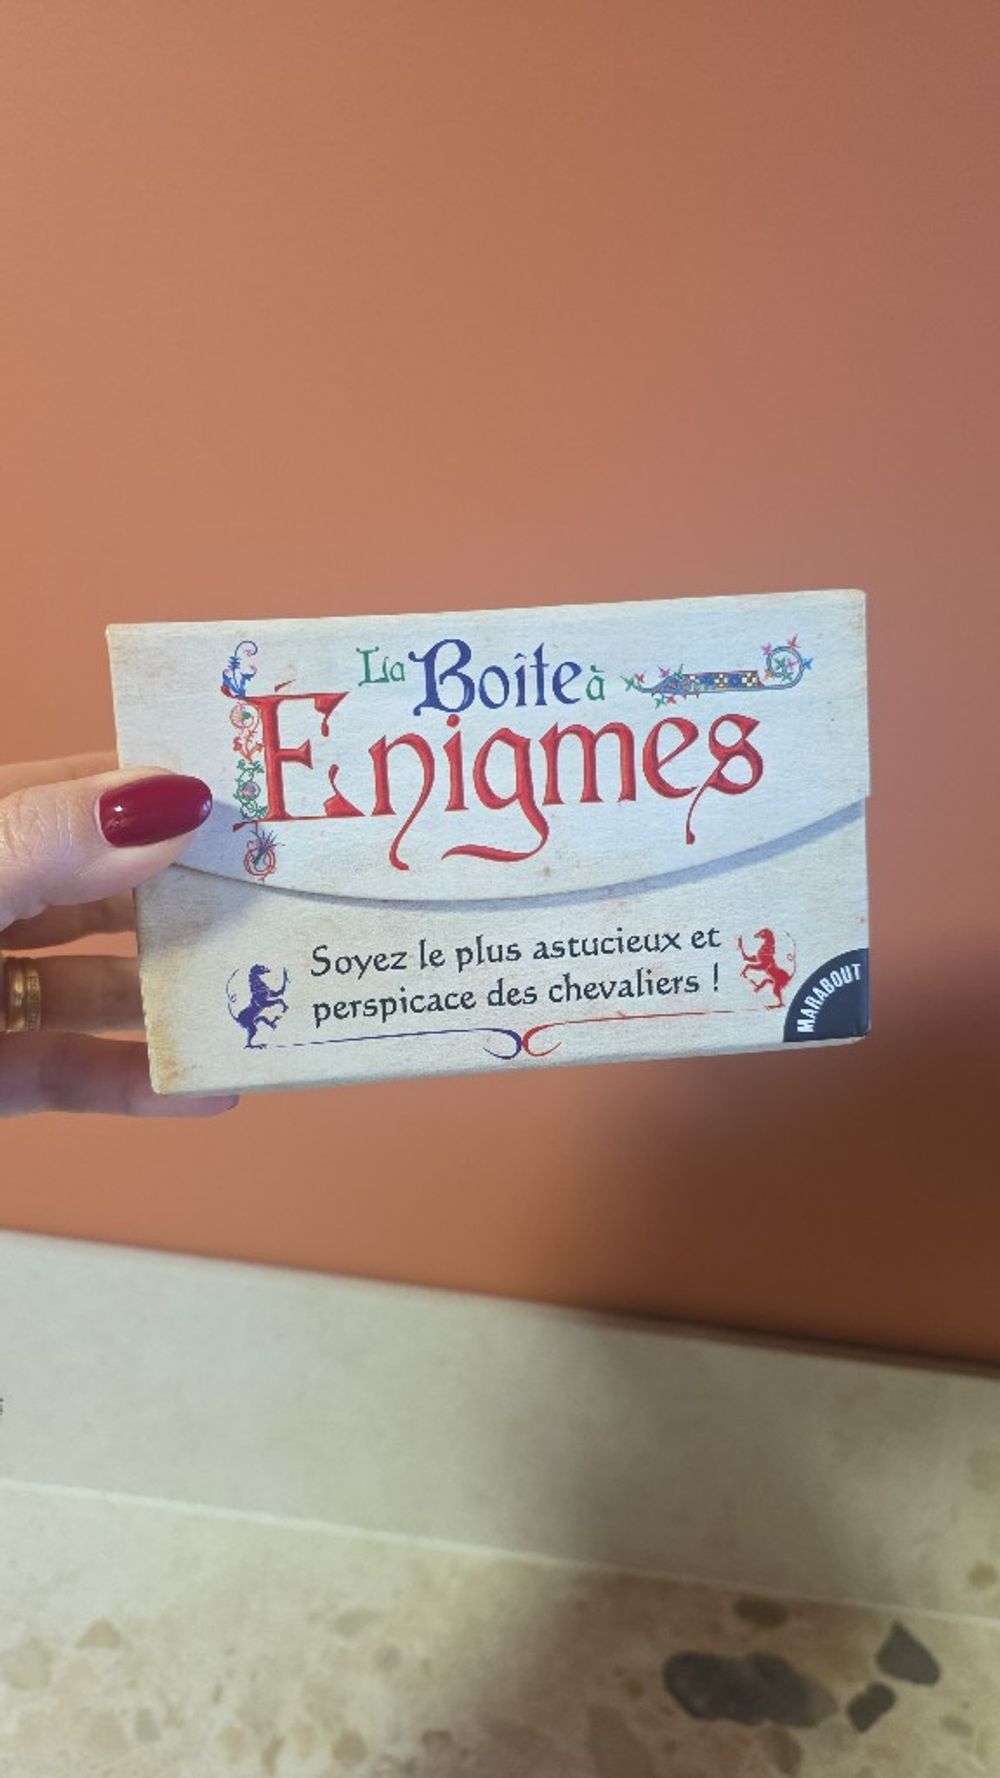 La Boîte à
Énigmes
Soyez le plus astucieux et
perspicace des chevaliers !
MARABOUT